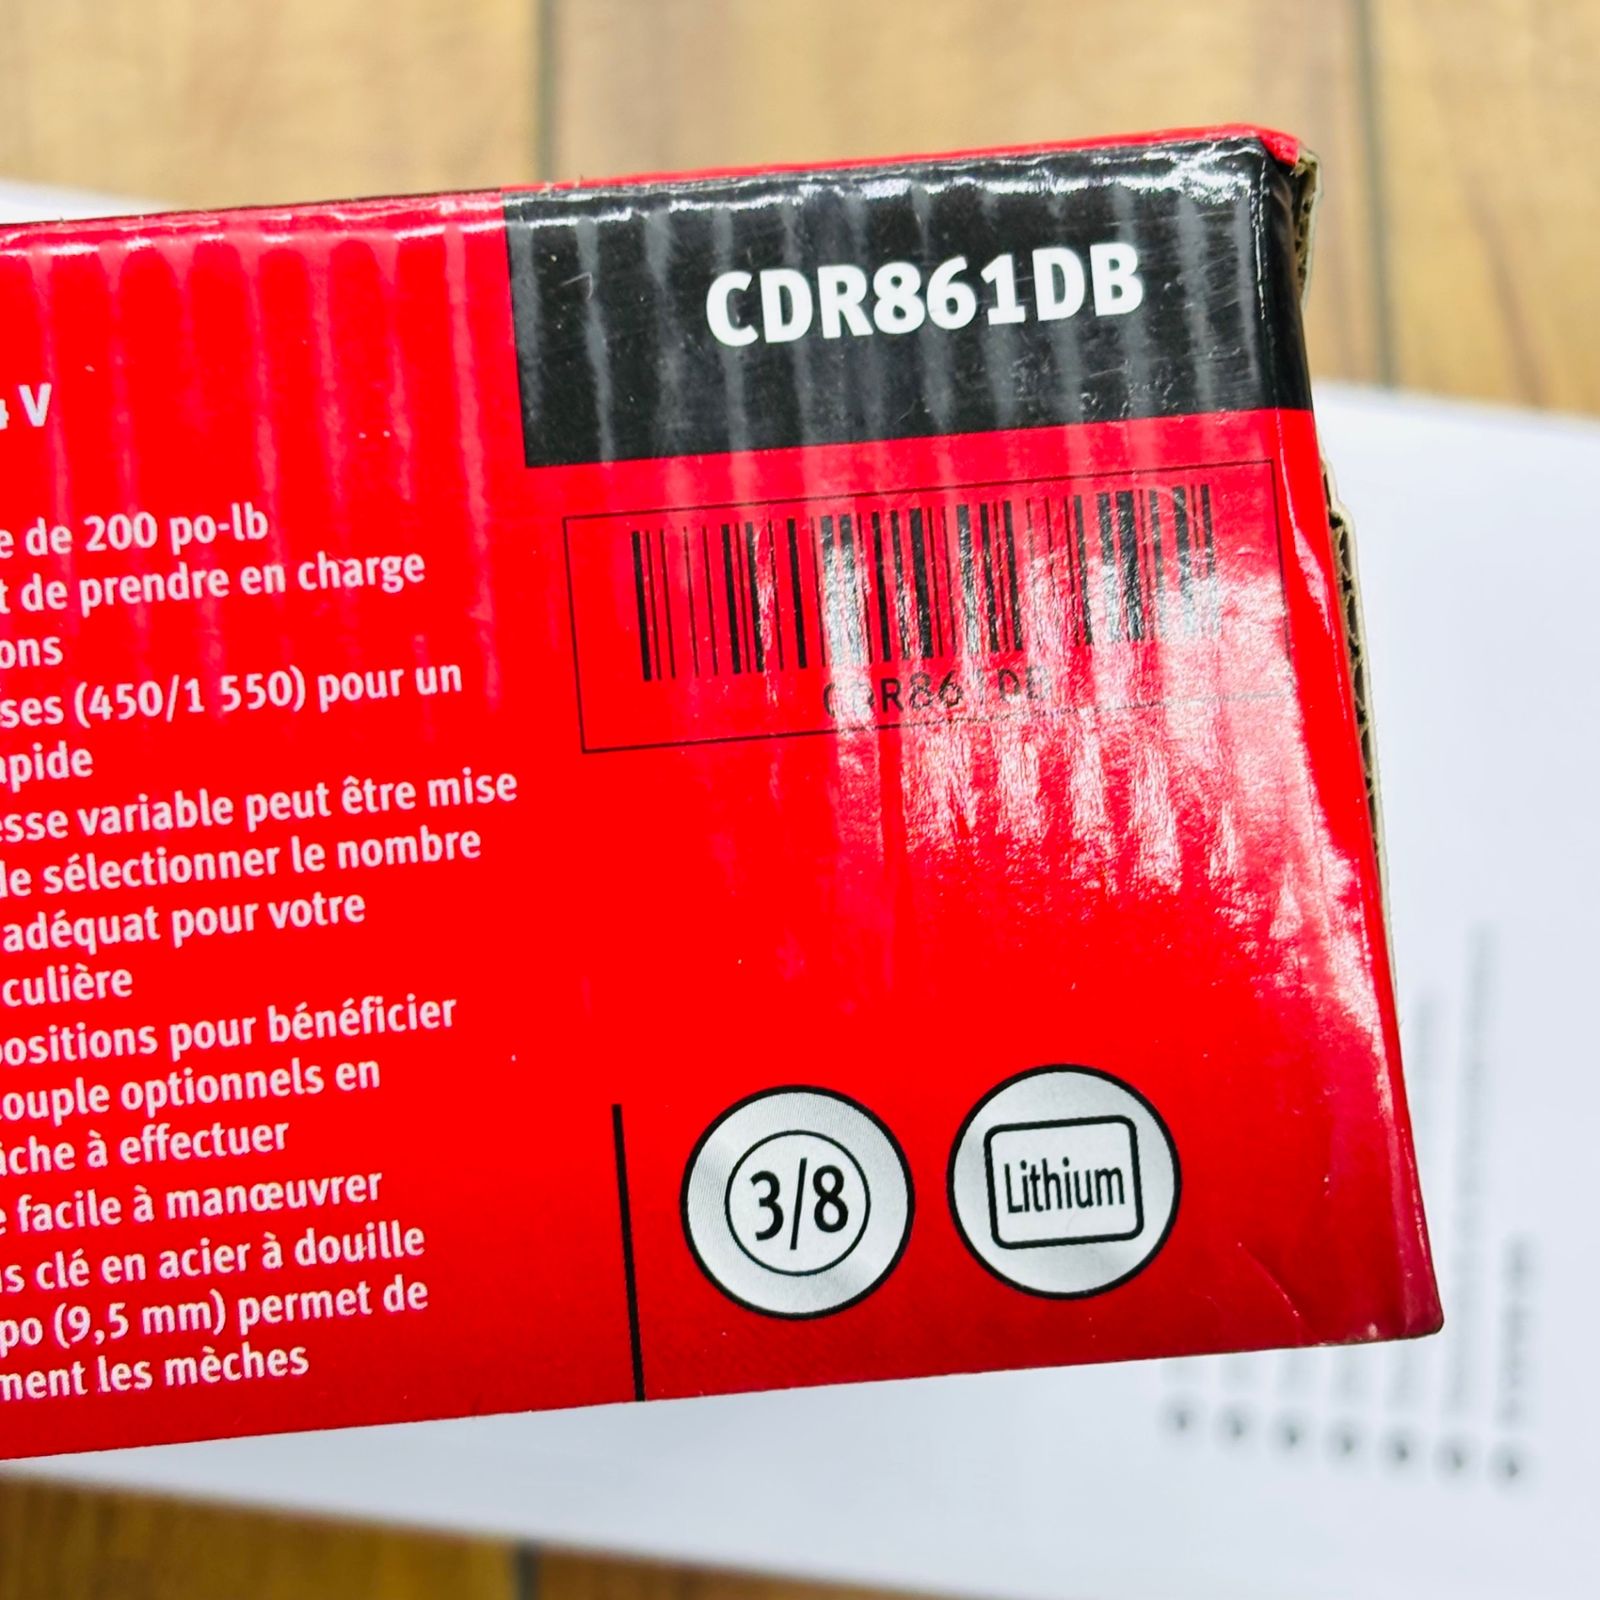 CDR861DB
4 V
e de 200 po-lb
t de prendre en charge
ons
ses (450/1 550) pour un
apide
esse variable peut être mise
de sélectionner le nombre
adéquat pour votre
culière
positions pour bénéficier
couple optionnels en
âche à effectuer
e facile à manœuvrer
s clé en acier à douille
po (9,5 mm) permet de
ment les mèches
CDR861DB
3/8
Lithium